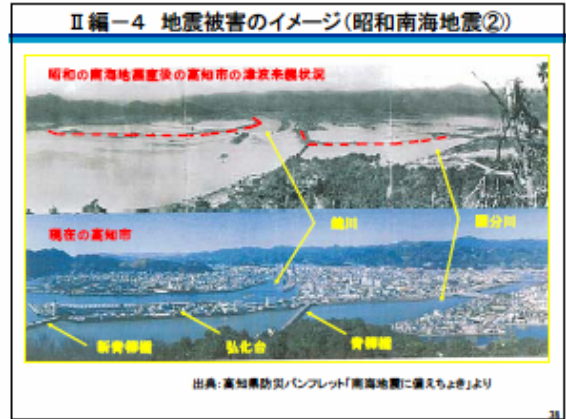 Ⅱ編－4 地震被害のイメージ(昭和南海地震②)
昭和の南海地震直後の高知市の津波来襲状況
鏡川
国分川
現在の高知市
新青柳橋
弘化台
青柳橋
出典:高知県防災パンフレット「南海地震に備えちょき」より